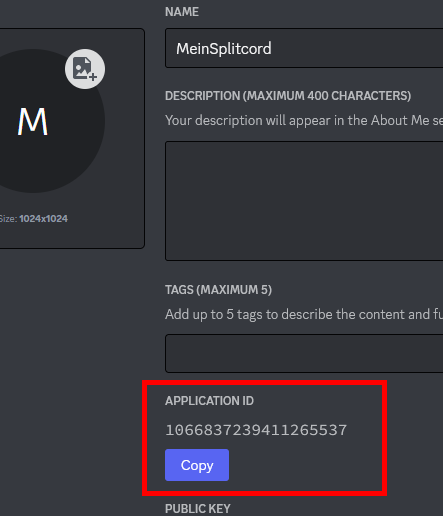 NAME
MeinSplitcord
DESCRIPTION (MAXIMUM 400 CHARACTERS)
Your description will appear in the About Me se
M
Size: 1024x1024
TAGS (MAXIMUM 5)
Add up to 5 tags to describe the content and fu
APPLICATION ID
1066837239411265537
Copy
PUBLIC KEY